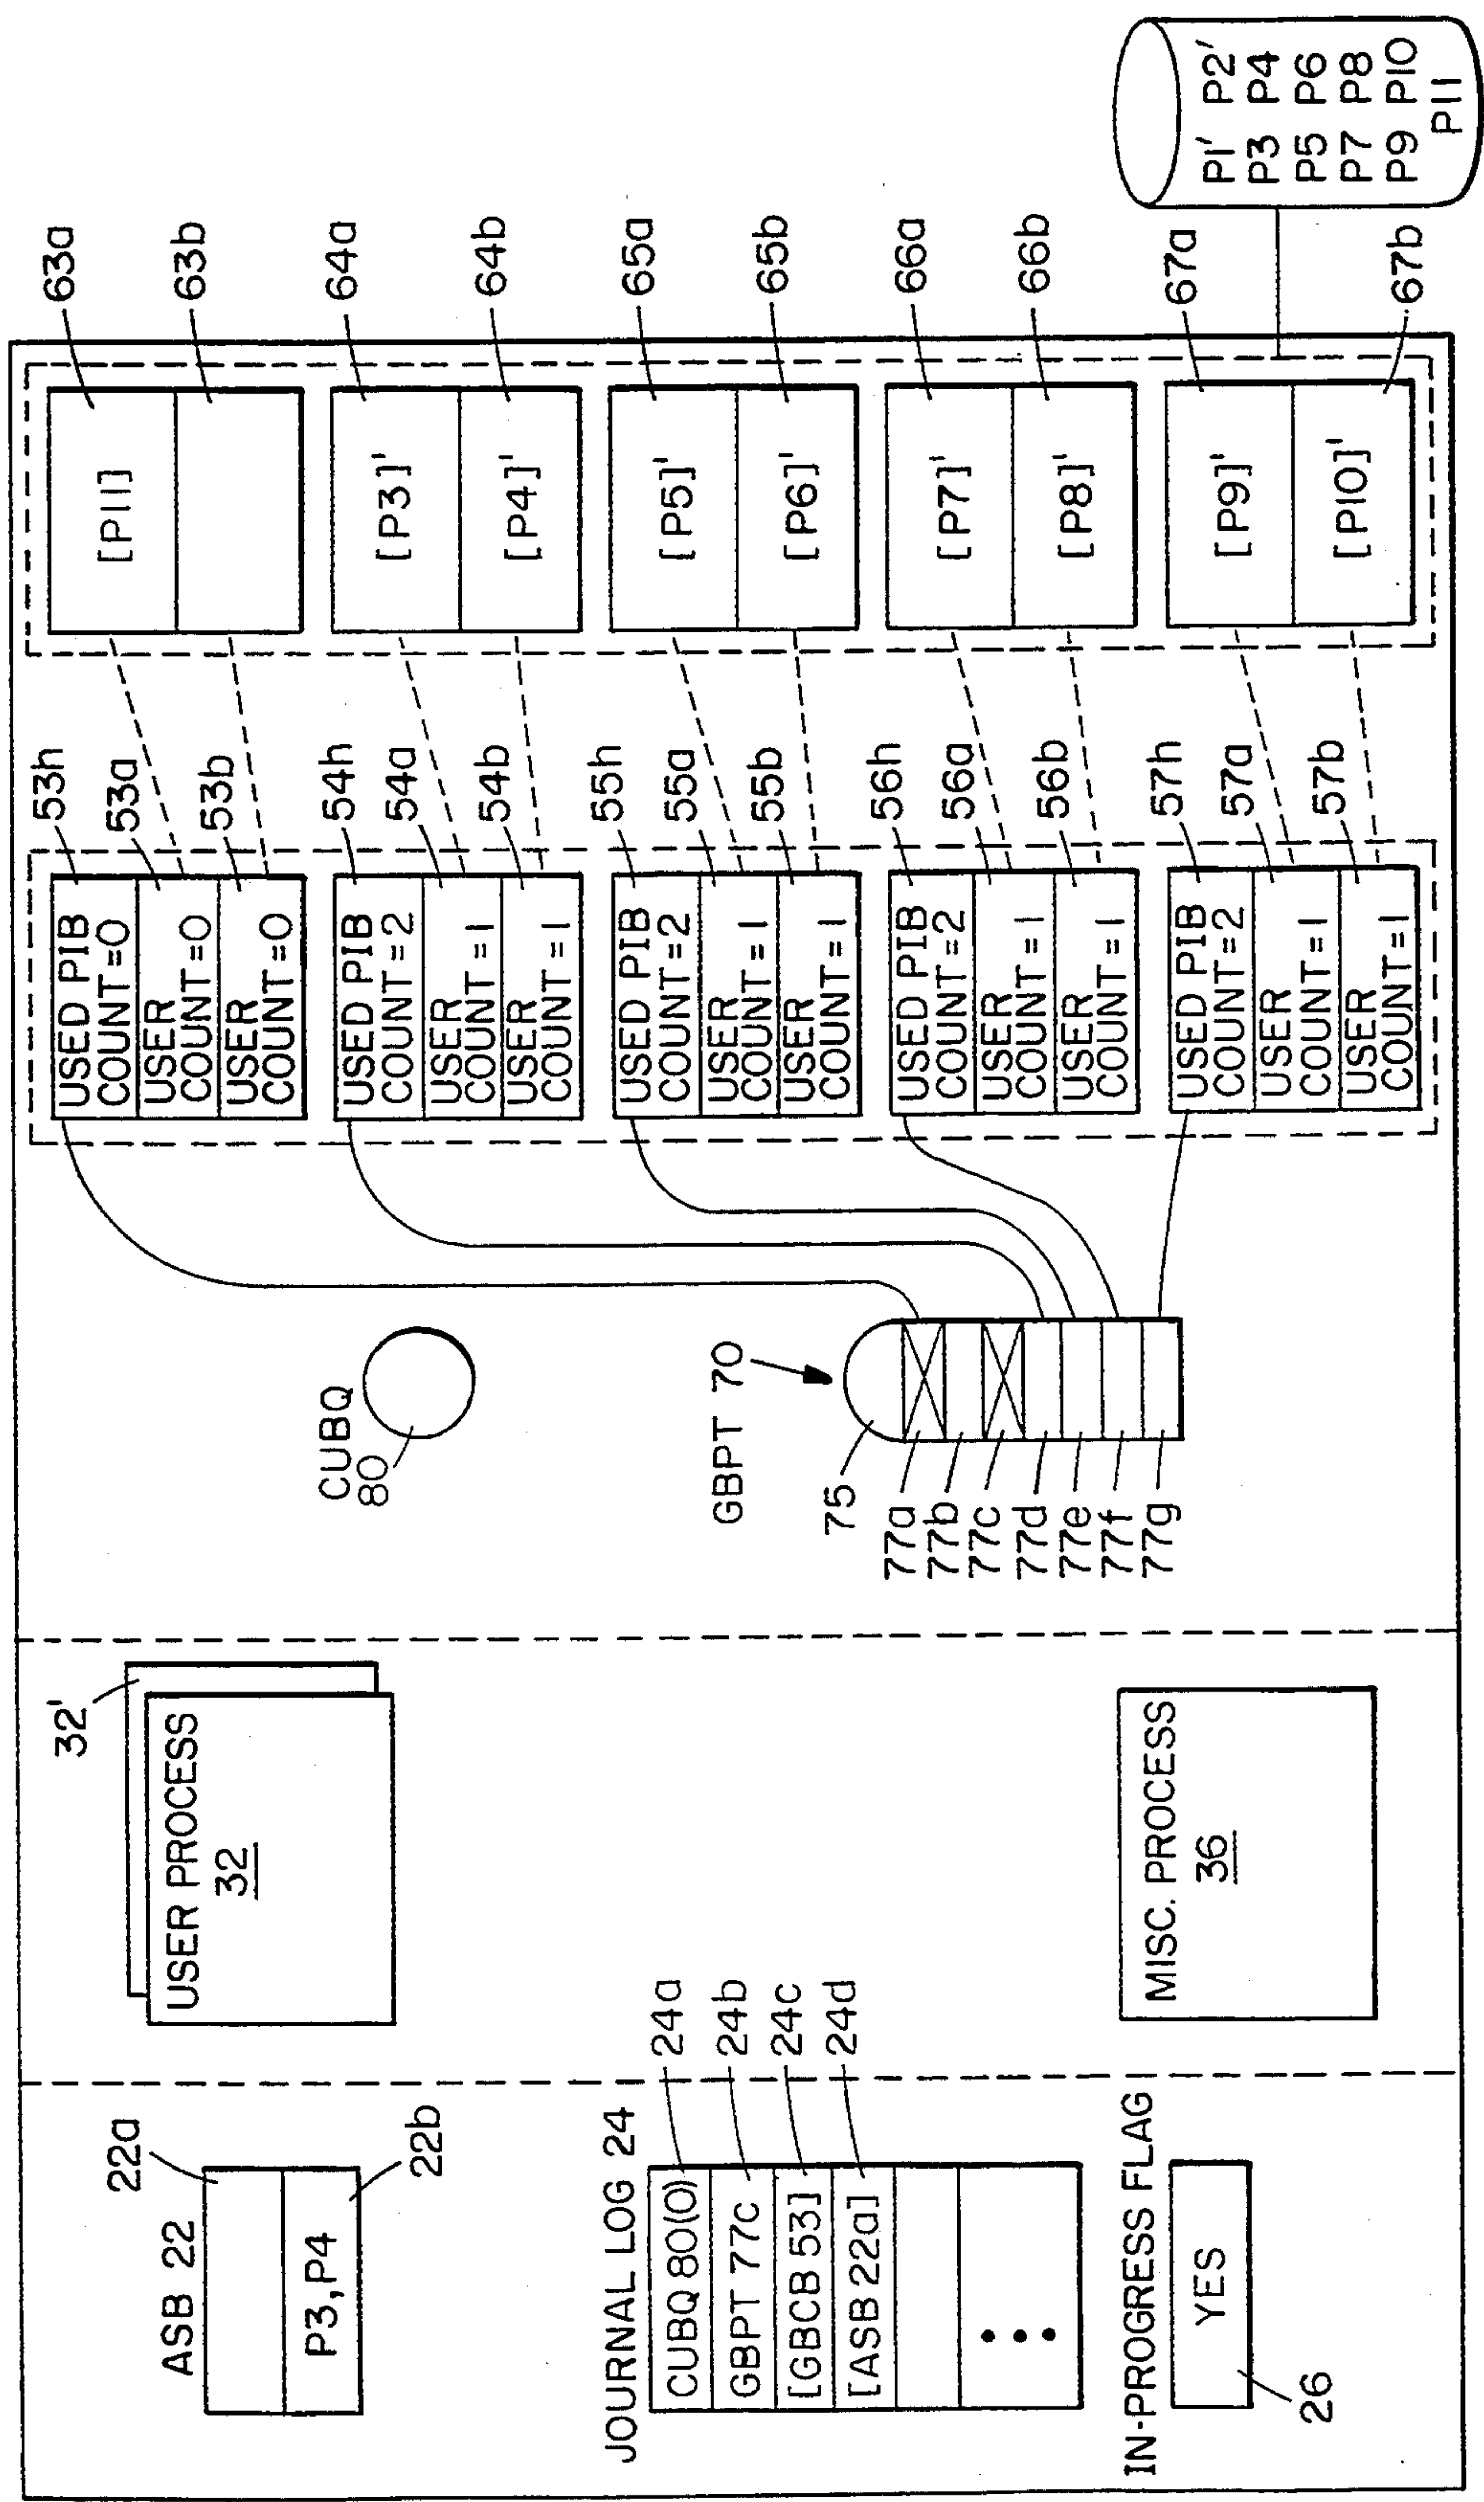 ASB 22
22a
P3,P4
22b
JOURNAL LOG 24
CUBQ 80(0)
24a
GBPT 77c
24b
[GBCB 53]
24c
[ASB 22a]
24d
IN-PROGRESS FLAG
YES
26
32'
USER PROCESS
32
MISC. PROCESS
36
CUBQ
80
GBPT 70
75
77a
77b
77c
77d
77e
77f
77g
USED PIB
COUNT=0
53h
USER
COUNT=0
53a
USER
COUNT=0
53b
USED PIB
COUNT=2
54h
USER
COUNT=1
54a
USER
COUNT=1
54b
USED PIB
COUNT=2
55h
USER
COUNT=1
55a
USER
COUNT=1
55b
USED PIB
COUNT=2
56h
USER
COUNT=1
56a
USER
COUNT=1
56b
USED PIB
COUNT=2
57h
USER
COUNT=1
57a
USER
COUNT=1
57b
[P11]
63a
63b
[P3]'
64a
[P4]'
64b
[P5]'
65a
[P6]'
65b
[P7]'
66a
[P8]'
66b
[P9]'
67a
[P10]'
67b
P1' P2'
P3 P4
P5 P6
P7 P8
P9 P10
P11